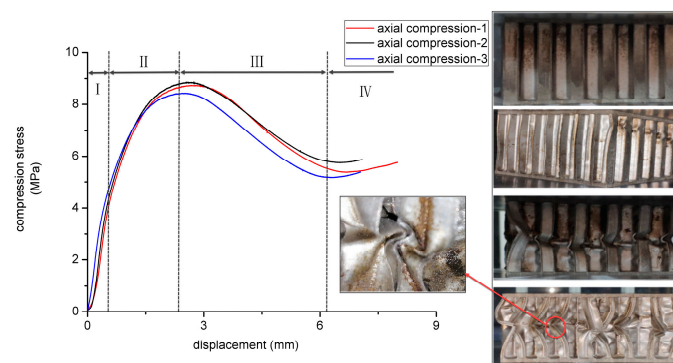 axial compression-1
axial compression-2
axial compression-3
10
8
6
4
2
0
compression stress
(MPa)
I
II
III
IV
0
3
6
9
displacement (mm)